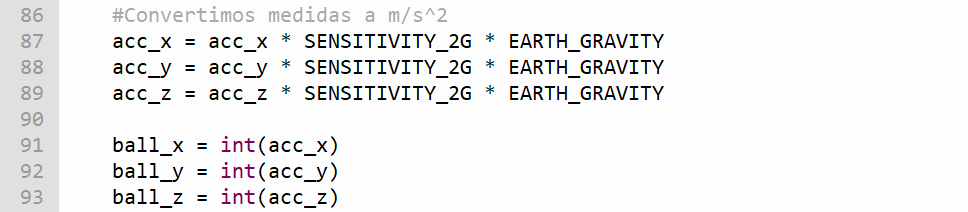 86 #Convertimos medidas a m/s^2
87 acc_x = acc_x * SENSITIVITY_2G * EARTH_GRAVITY
88 acc_y = acc_y * SENSITIVITY_2G * EARTH_GRAVITY
89 acc_z = acc_z * SENSITIVITY_2G * EARTH_GRAVITY
90
91 ball_x = int(acc_x)
92 ball_y = int(acc_y)
93 ball_z = int(acc_z)